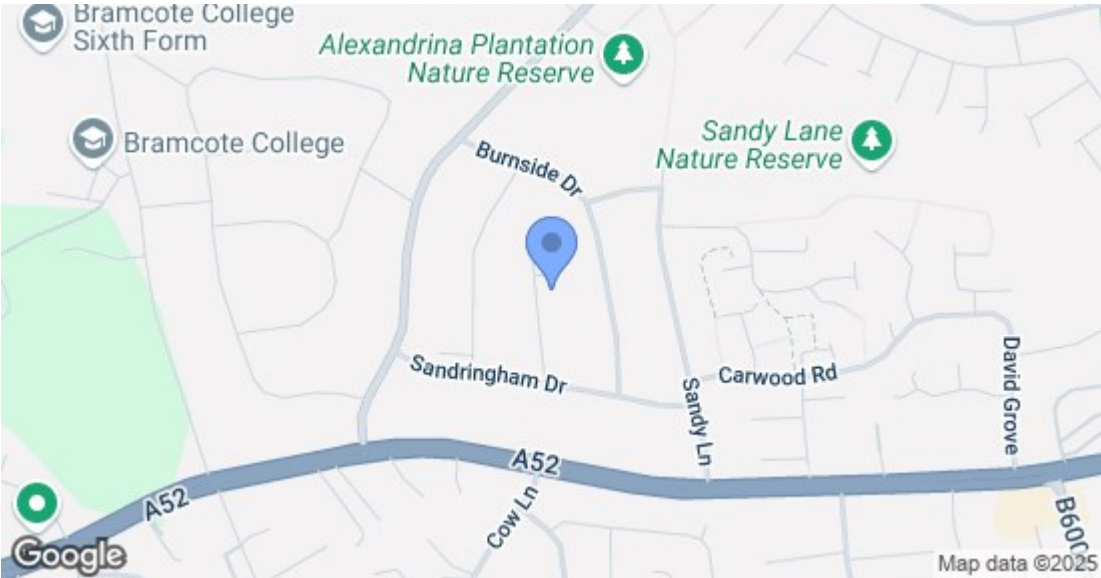 Bramcote College
Sixth Form
Alexandrina Plantation
Nature Reserve
Bramcote College
Sandy Lane
Nature Reserve
Burnside Dr
Sandringham Dr
Carwood Rd
David Grove
Sandy Ln
A52
A52
Cow Ln
Google
Map data ©2025